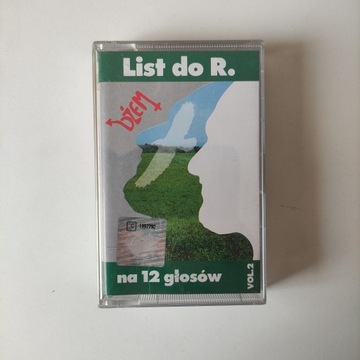 List do R.
DŻEM
na 12 głosów
VOL.2